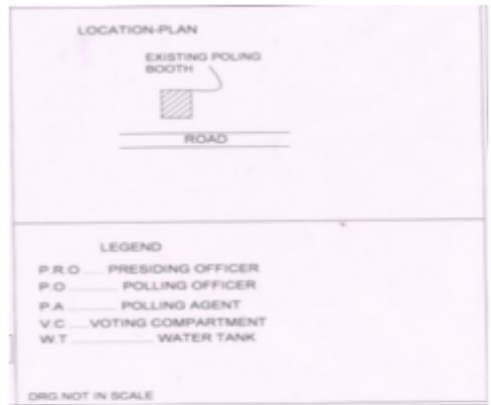 LOCATION-PLAN
EXISTING POLING
BOOTH
ROAD
LEGEND
P.R.O ..... PRESIDING OFFICER
P.O ............. POLLING OFFICER
P.A ............. POLLING AGENT
V.C ..... VOTING COMPARTMENT
W.T ..................... WATER TANK
DRG.NOT IN SCALE